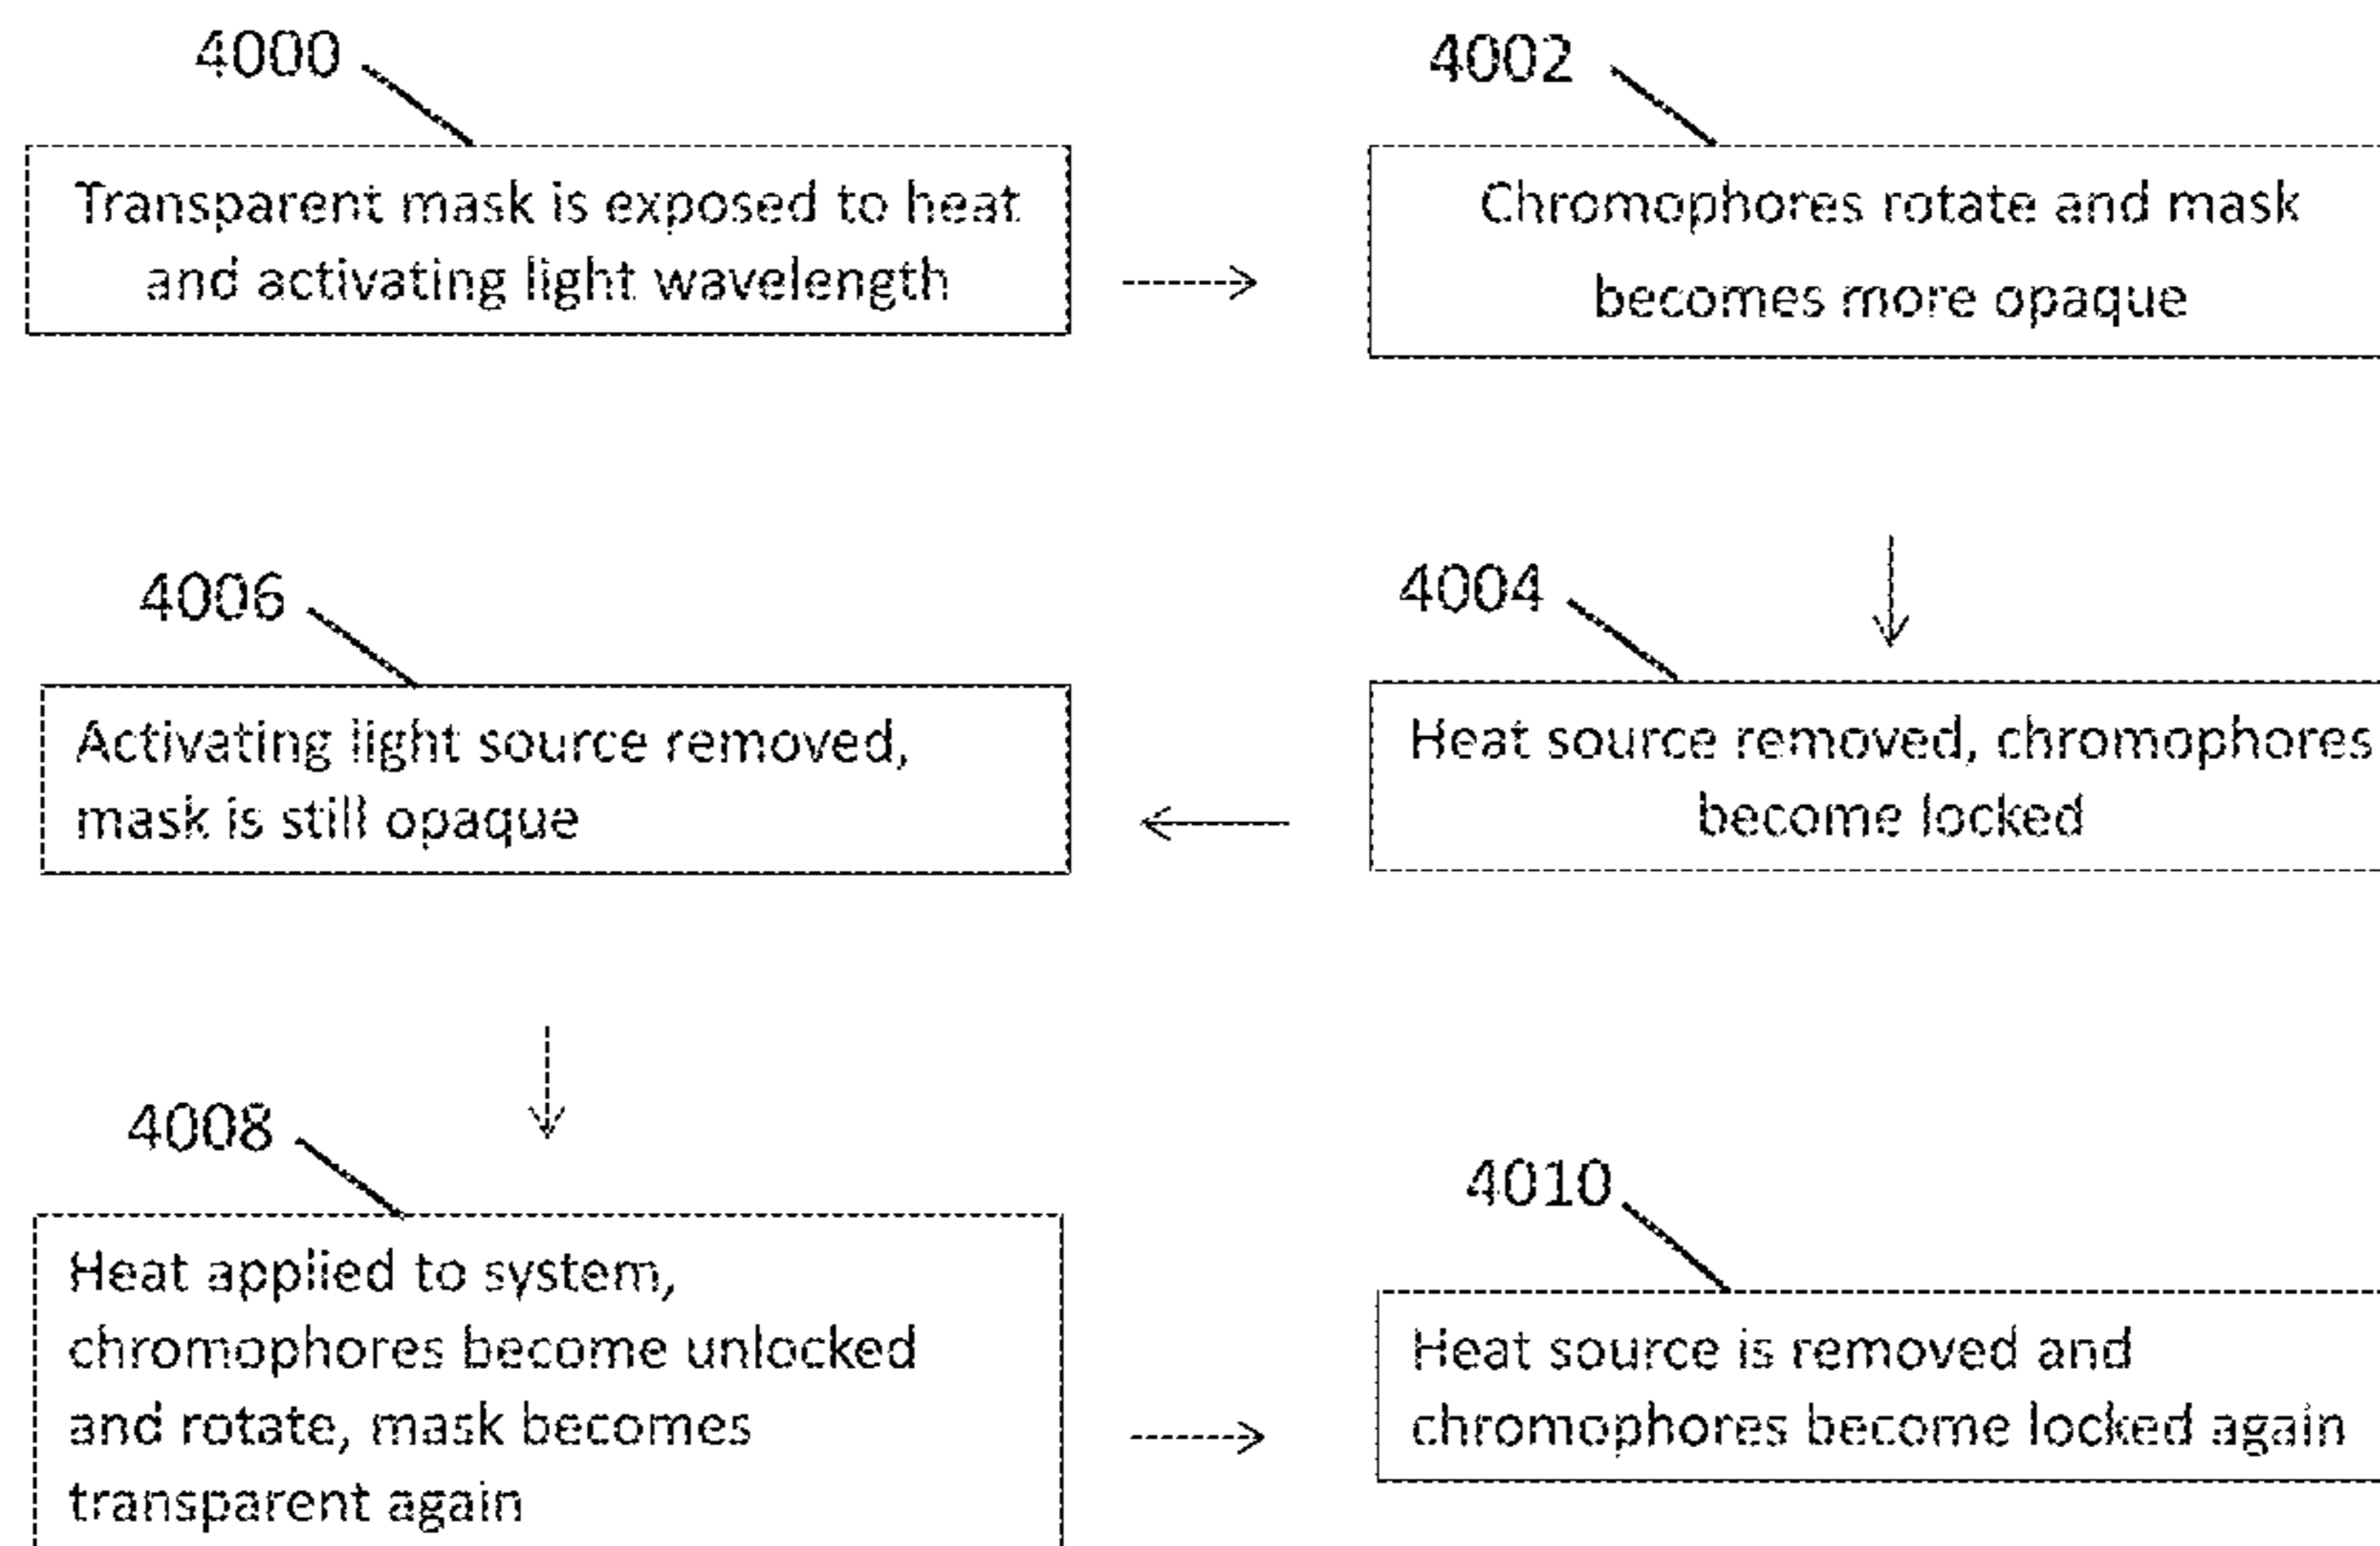 4000
Transparent mask is exposed to heat
and activating light wavelength
4002
Chromophores rotate and mask
becomes more opaque
4004
Heat source removed, chromophores
become locked
4006
Activating light source removed,
mask is still opaque
4008
Heat applied to system,
chromophores become unlocked
and rotate, mask becomes
transparent again
4010
Heat source is removed and
chromophores become locked again